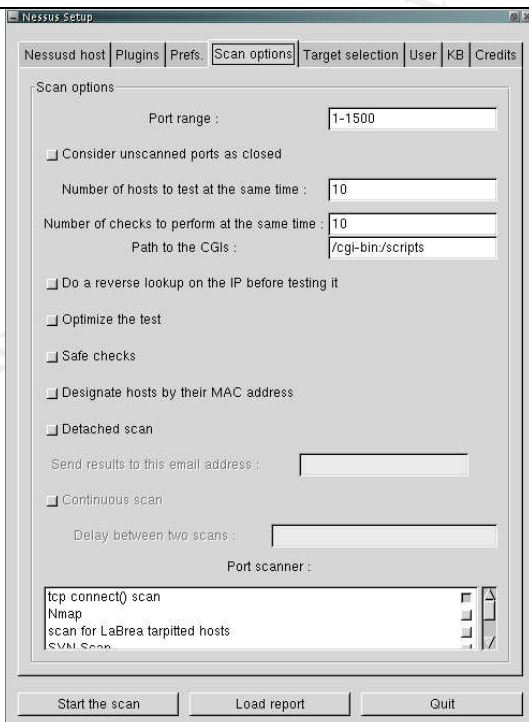 Nessus Setup
Nessusd host Plugins Prefs. Scan options Target selection User KB Credits
Scan options
Port range : 1-1500
Consider unscanned ports as closed
Number of hosts to test at the same time : 10
Number of checks to perform at the same time : 10
Path to the CGIs : /cgi-bin:/scripts
Do a reverse lookup on the IP before testing it
Optimize the test
Safe checks
Designate hosts by their MAC address
Detached scan
Send results to this email address :
Continuous scan
Delay between two scans :
Port scanner :
tcp connect() scan
Nmap
scan for LaBrea tarpitted hosts
SYN Scan
Start the scan Load report Quit